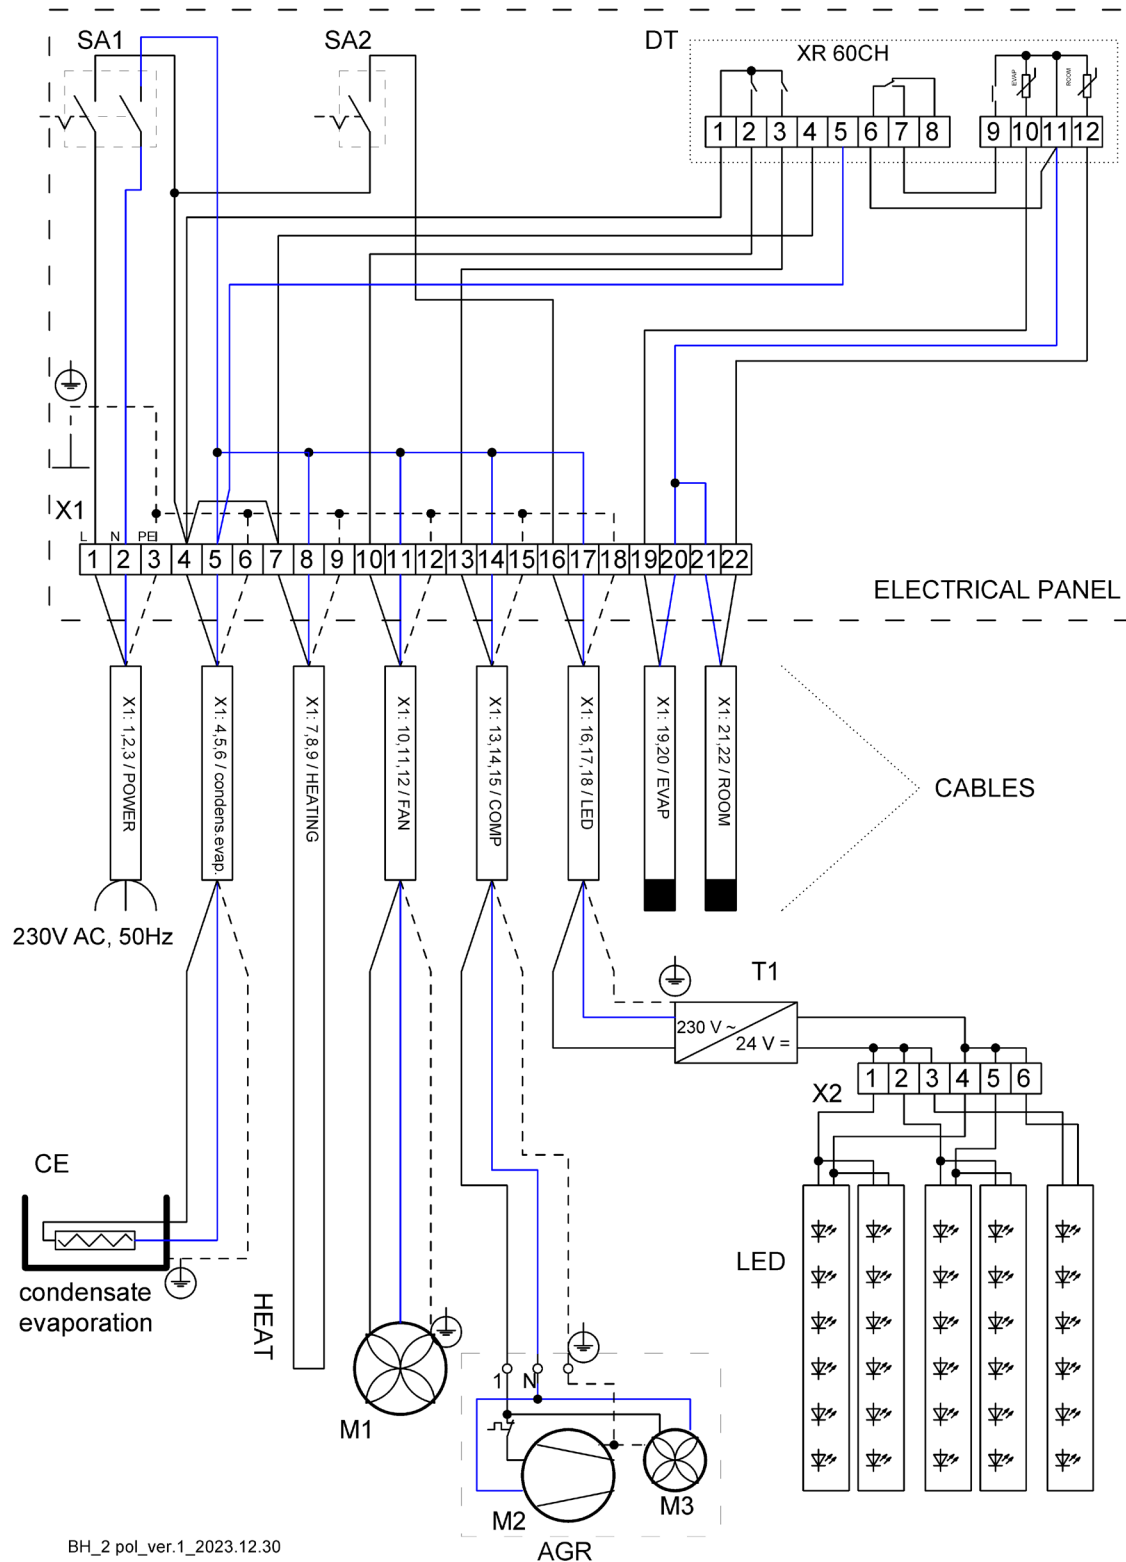 SA1
SA2
DT
XR 60CH
EVAP
ROOM
1 2 3 4 5 6 7 8
9 10 11 12
X1
L N PE
1 2 3 4 5 6 7 8 9 10 11 12 13 14 15 16 17 18 19 20 21 22
ELECTRICAL PANEL
X1: 1,2,3 / POWER
X1: 4,5,6 / condens.evap.
X1: 7,8,9 / HEATING
X1: 10,11,12 / FAN
X1: 13,14,15 / COMP
X1: 16,17,18 / LED
X1: 19,20 / EVAP
X1: 21,22 / ROOM
CABLES
230V AC, 50Hz
T1
230 V ~
24 V =
X2
1 2 3 4 5 6
CE
condensate
evaporation
HEAT
LED
M1
1
N
M2
M3
AGR
BH_2 pol_ver.1_2023.12.30